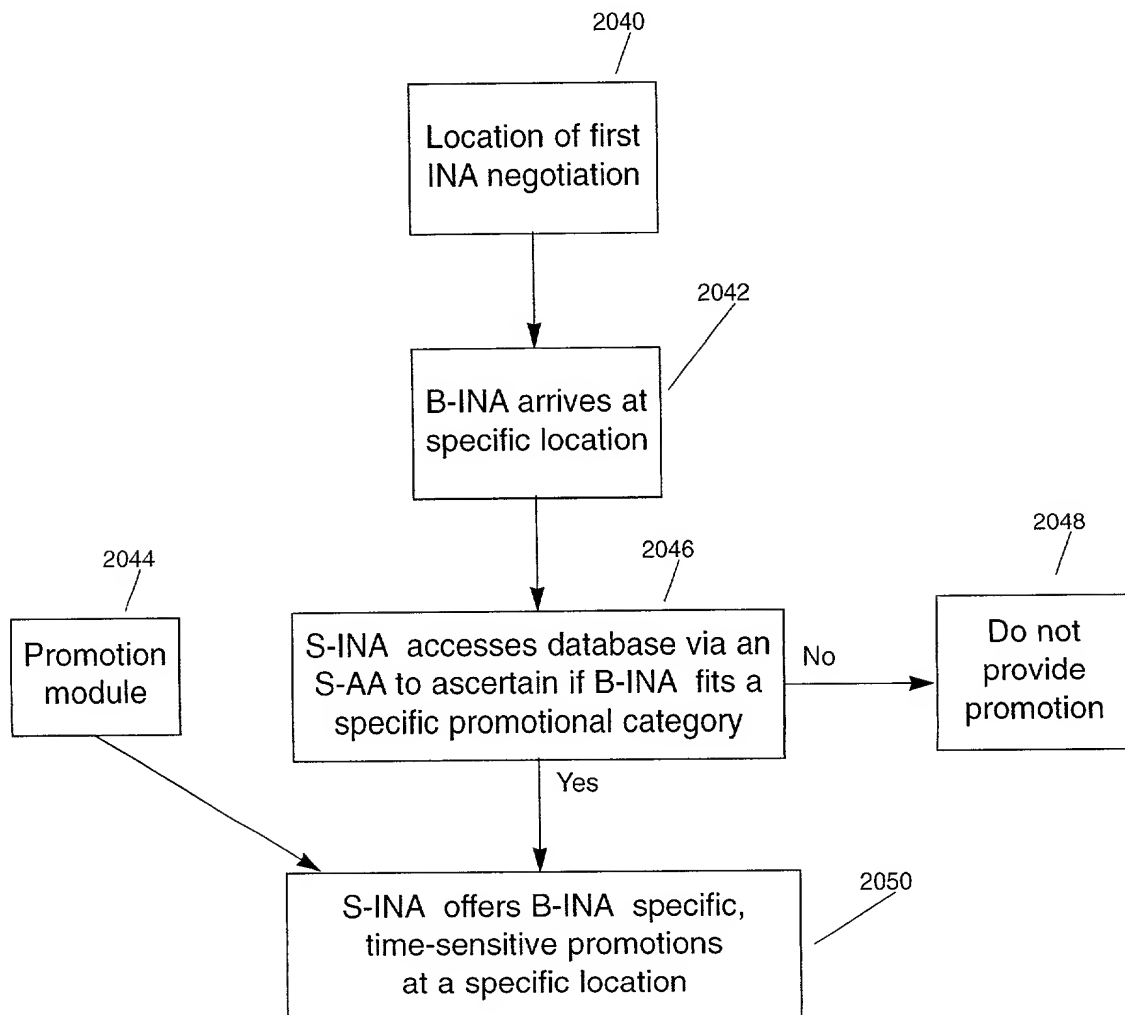 2040
Location of first
INA negotiation
2042
B-INA arrives at
specific location
2044
Promotion
module
2046
S-INA accesses database via an
S-AA to ascertain if B-INA fits a
specific promotional category
No
2048
Do not
provide
promotion
Yes
2050
S-INA offers B-INA specific,
time-sensitive promotions
at a specific location